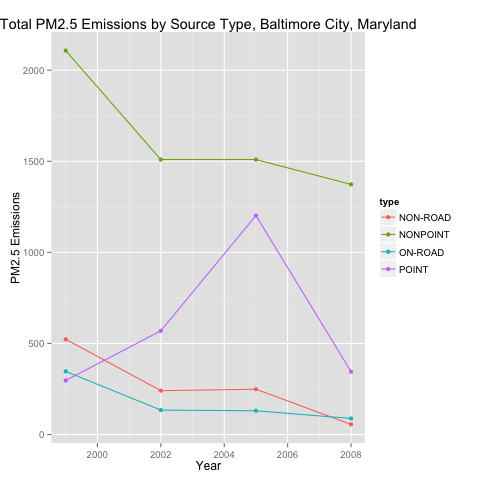 Total PM2.5 Emissions by Source Type, Baltimore City, Maryland
2000
1500
1000
500
0
PM2.5 Emissions
2000 2002 2004 2006 2008
Year
type
NON-ROAD
NONPOINT
ON-ROAD
POINT